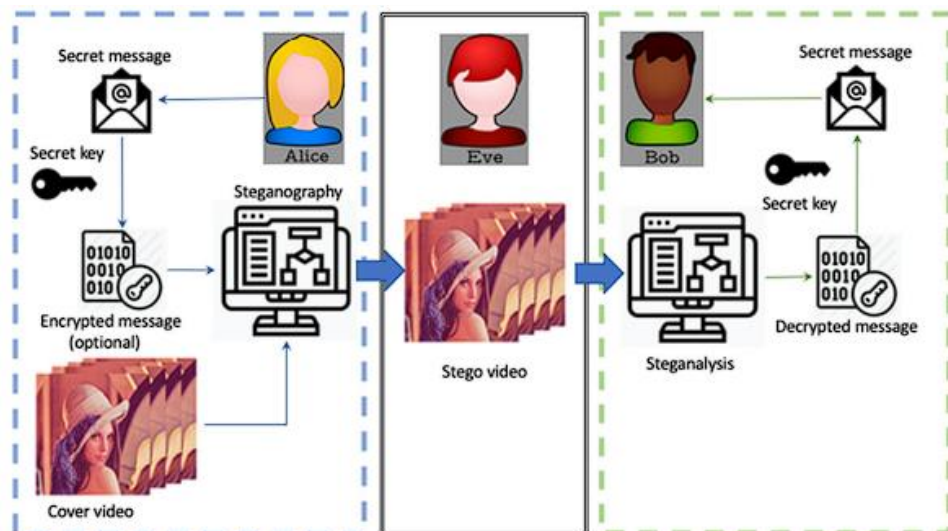 Secret message
@
Alice
Secret key
Steganography
01010
0010
010
Encrypted message
(optional)
Cover video
Eve
Stego video
Bob
Secret message
@
Secret key
01010
0010
010
Steganalysis
Decrypted message